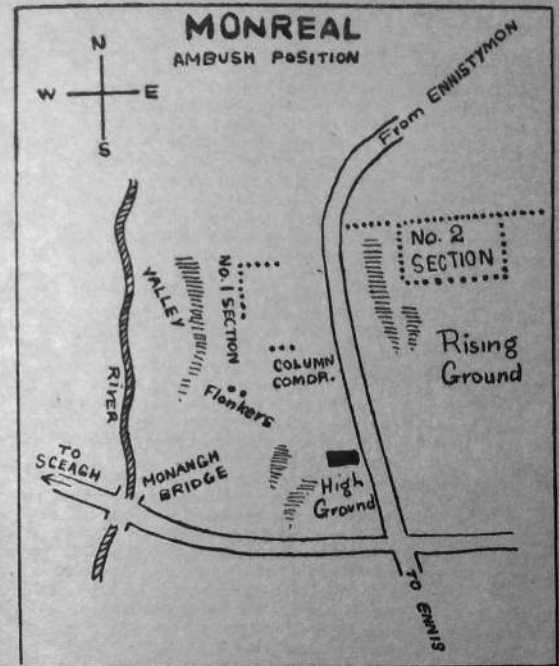 MONREAL
AMBUSH POSITION
N
W
E
S
From ENNISTYMON
No. 2
SECTION
No. 1 SECTION
VALLEY
COLUMN
COMDR.
Rising
Ground
Flankers
RIVER
TO
SCEAGH
MONANGH
BRIDGE
High
Ground
TO ENNIS